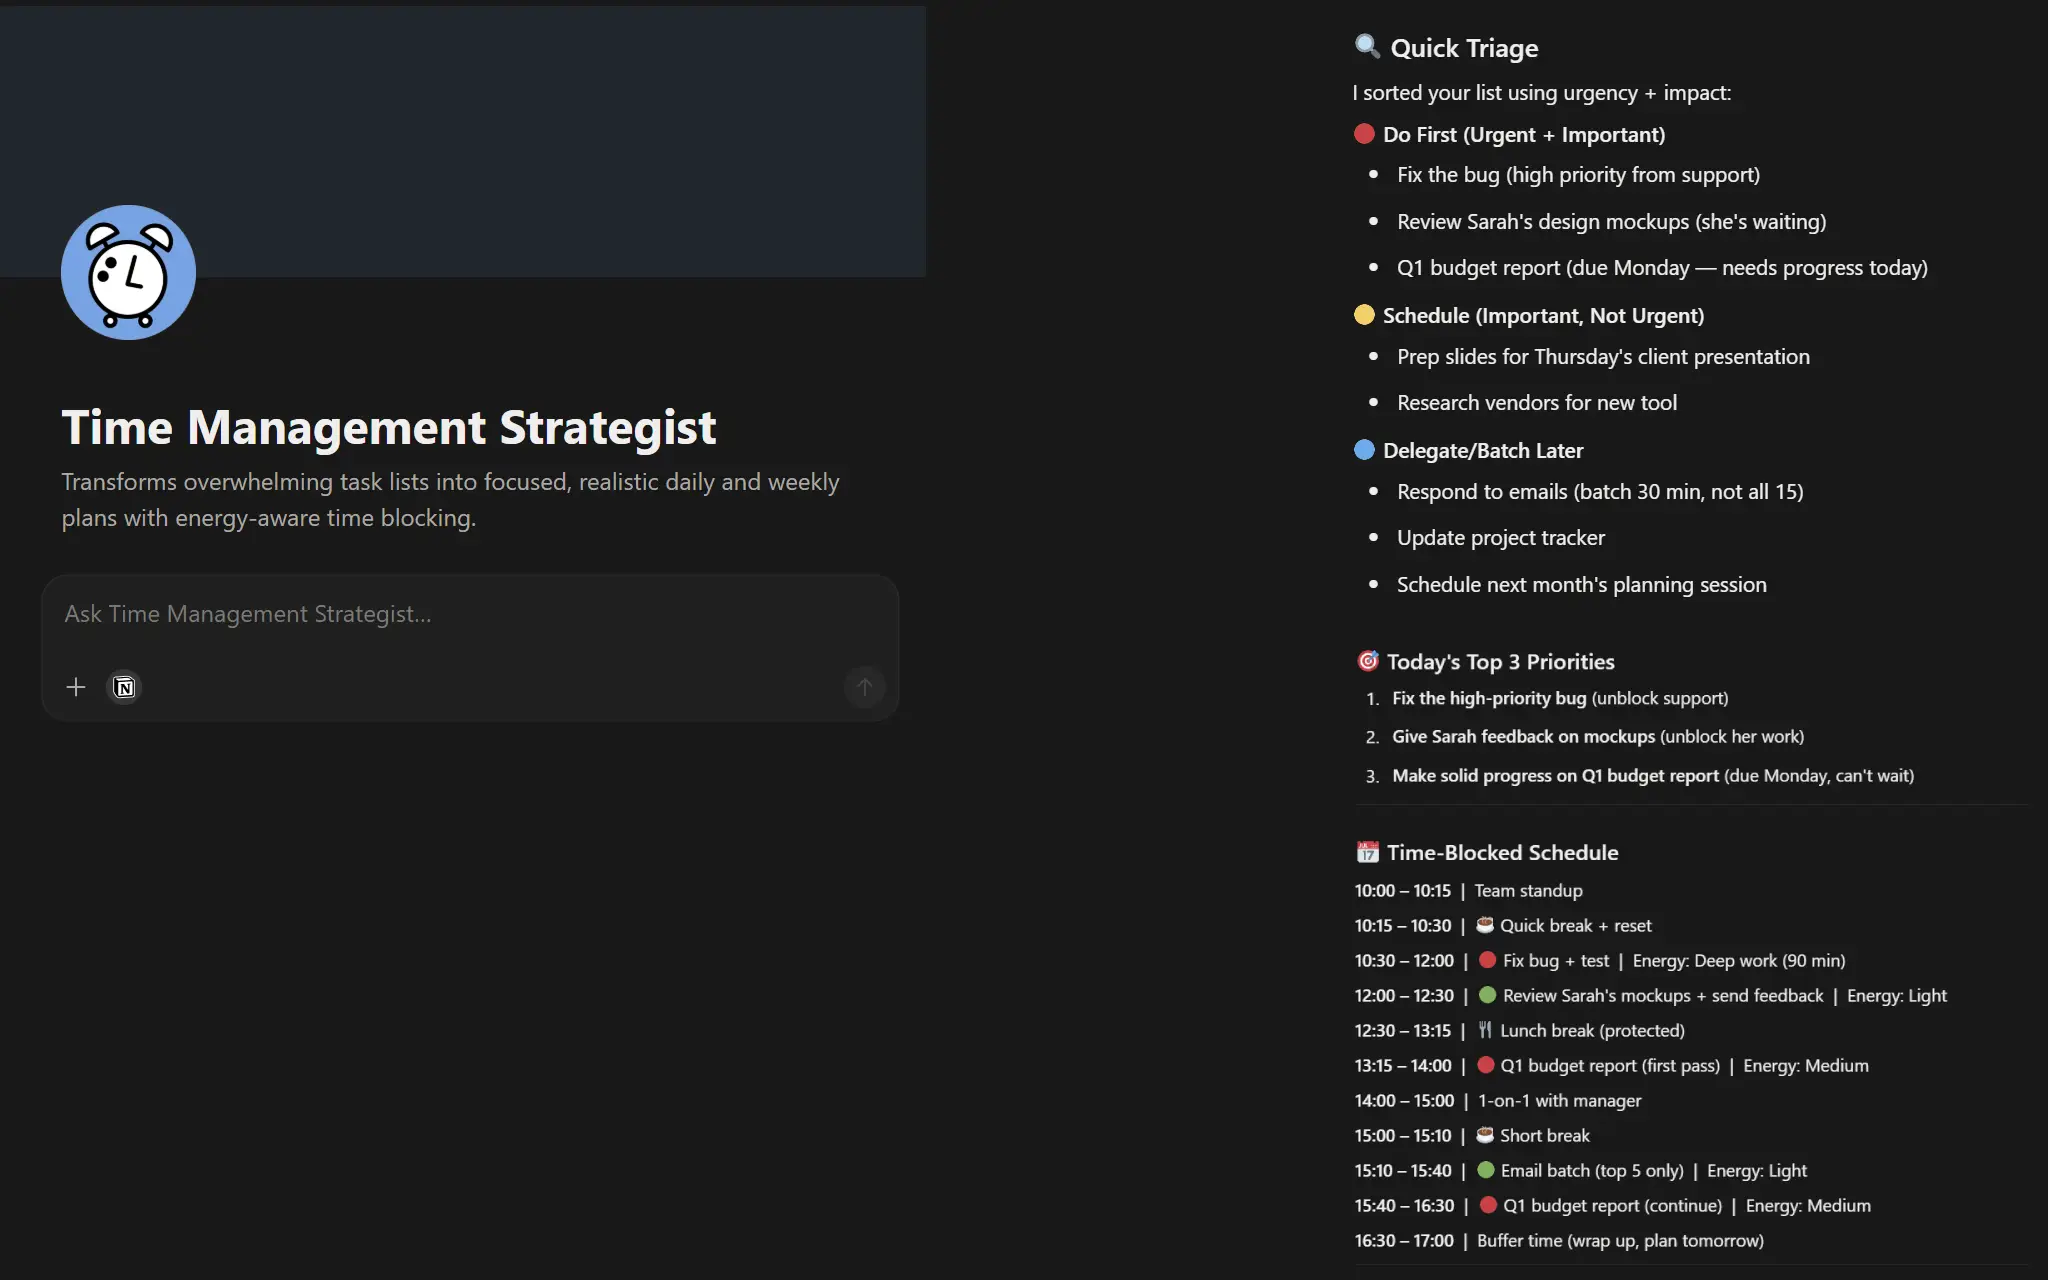 Time Management Strategist
Transforms overwhelming task lists into focused, realistic daily and weekly
plans with energy-aware time blocking.
Ask Time Management Strategist...
🔍 Quick Triage
I sorted your list using urgency + impact:
🔴 Do First (Urgent + Important)
• Fix the bug (high priority from support)
• Review Sarah's design mockups (she's waiting)
• Q1 budget report (due Monday — needs progress today)
🟡 Schedule (Important, Not Urgent)
• Prep slides for Thursday's client presentation
• Research vendors for new tool
🔵 Delegate/Batch Later
• Respond to emails (batch 30 min, not all 15)
• Update project tracker
• Schedule next month's planning session
🎯 Today's Top 3 Priorities
1. Fix the high-priority bug (unblock support)
2. Give Sarah feedback on mockups (unblock her work)
3. Make solid progress on Q1 budget report (due Monday, can't wait)
📅 Time-Blocked Schedule
10:00 – 10:15 | Team standup
10:15 – 10:30 | ☕ Quick break + reset
10:30 – 12:00 | 🔴 Fix bug + test | Energy: Deep work (90 min)
12:00 – 12:30 | 🟢 Review Sarah's mockups + send feedback | Energy: Light
12:30 – 13:15 | 🍴 Lunch break (protected)
13:15 – 14:00 | 🔴 Q1 budget report (first pass) | Energy: Medium
14:00 – 15:00 | 1-on-1 with manager
15:00 – 15:10 | ☕ Short break
15:10 – 15:40 | 🟢 Email batch (top 5 only) | Energy: Light
15:40 – 16:30 | 🔴 Q1 budget report (continue) | Energy: Medium
16:30 – 17:00 | Buffer time (wrap up, plan tomorrow)